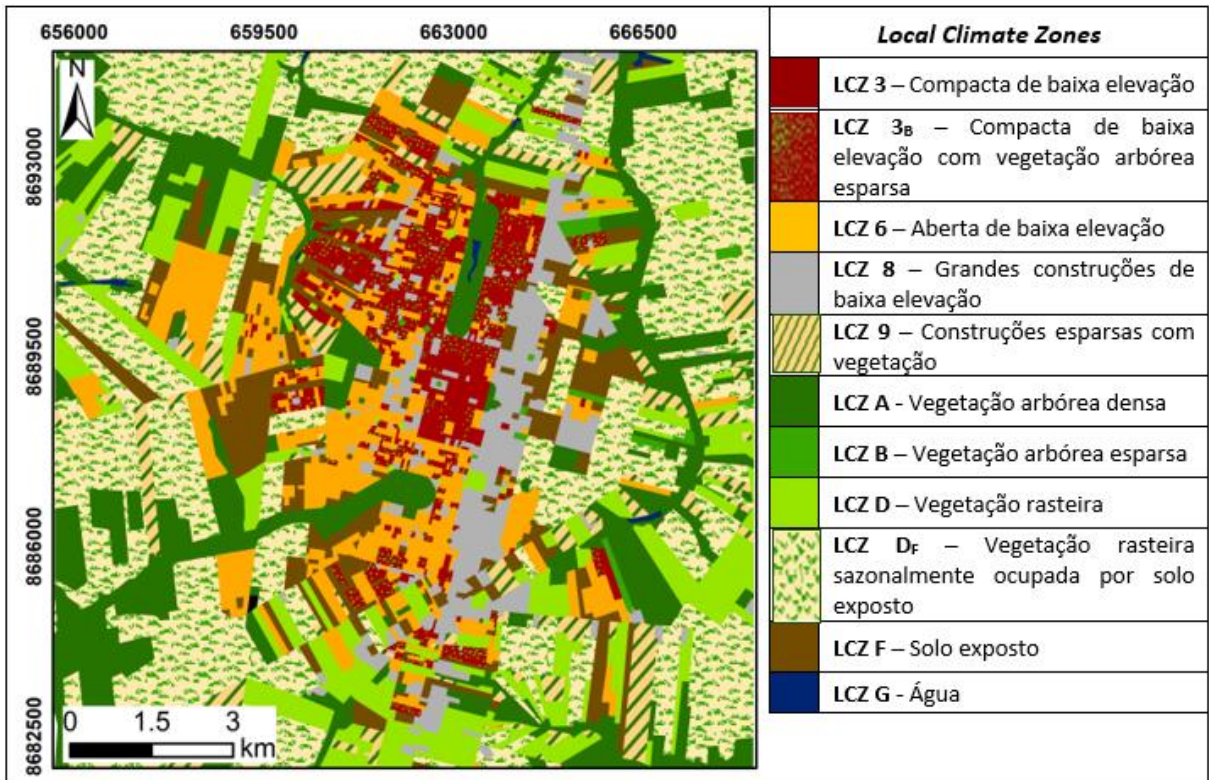 656000 659500 663000 666500
N
8693000
8689500
8686000
8682500
0 1.5 3
km
Local Climate Zones
LCZ 3 – Compacta de baixa elevação
LCZ 3B – Compacta de
baixa elevação com vegetação arbórea
esparsa
LCZ 6 – Aberta de baixa elevação
LCZ 8 – Grandes construções de
baixa elevação
LCZ 9 – Construções esparsas com
vegetação
LCZ A - Vegetação arbórea densa
LCZ B – Vegetação arbórea esparsa
LCZ D – Vegetação rasteira
LCZ DF – Vegetação rasteira
sazonalmente ocupada por solo
exposto
LCZ F – Solo exposto
LCZ G - Água